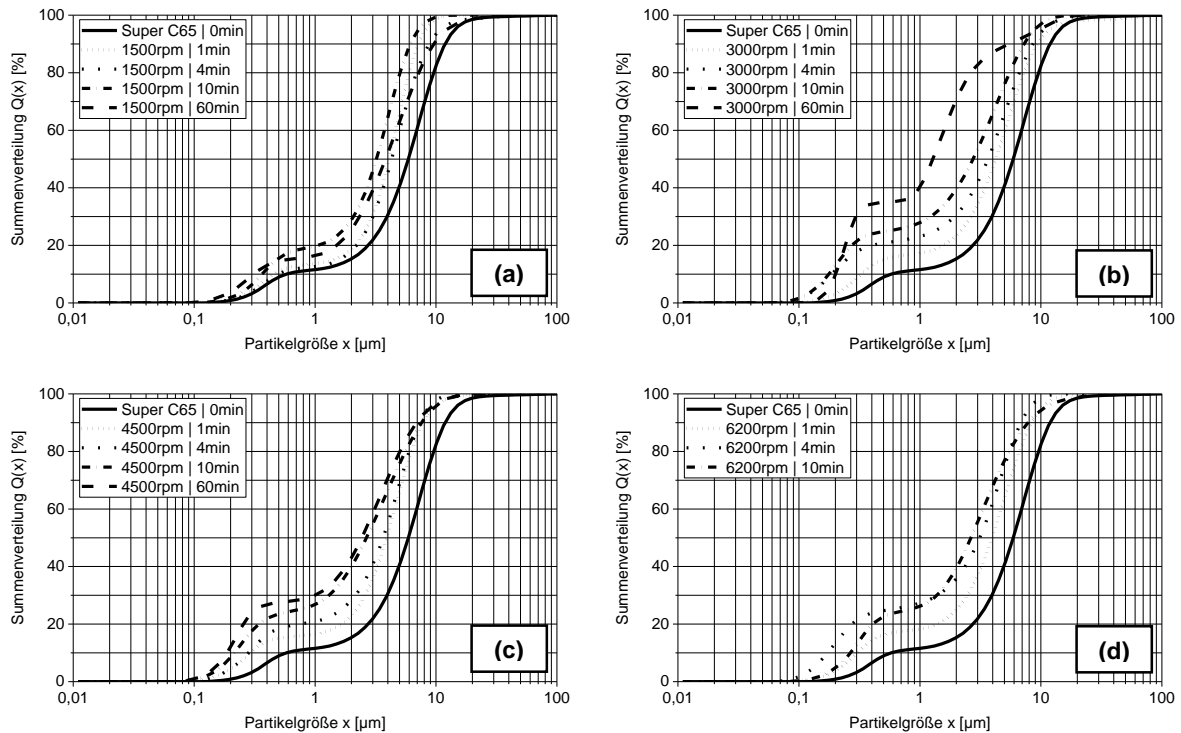 100
80
60
40
20
0
Summenverteilung Q(x) [%]
Super C65 | 0min
1500rpm | 1min
1500rpm | 4min
1500rpm | 10min
1500rpm | 60min
(a)
0,01 0,1 1 10 100
Partikelgröße x [µm]
100
80
60
40
20
0
Summenverteilung Q(x) [%]
Super C65 | 0min
3000rpm | 1min
3000rpm | 4min
3000rpm | 10min
3000rpm | 60min
(b)
0,01 0,1 1 10 100
Partikelgröße x [µm]
100
80
60
40
20
0
Summenverteilung Q(x) [%]
Super C65 | 0min
4500rpm | 1min
4500rpm | 4min
4500rpm | 10min
4500rpm | 60min
(c)
0,01 0,1 1 10 100
Partikelgröße x [µm]
100
80
60
40
20
0
Summenverteilung Q(x) [%]
Super C65 | 0min
6200rpm | 1min
6200rpm | 4min
6200rpm | 10min
(d)
0,01 0,1 1 10 100
Partikelgröße x [µm]